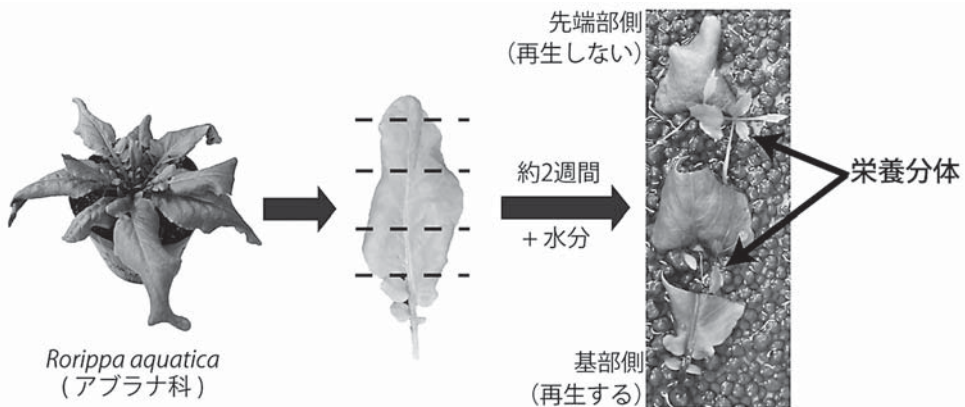 先端部側
(再生しない)
約2週間
+ 水分
栄養分体
Rorippa aquatica
( アブラナ科 )
基部側
(再生する)